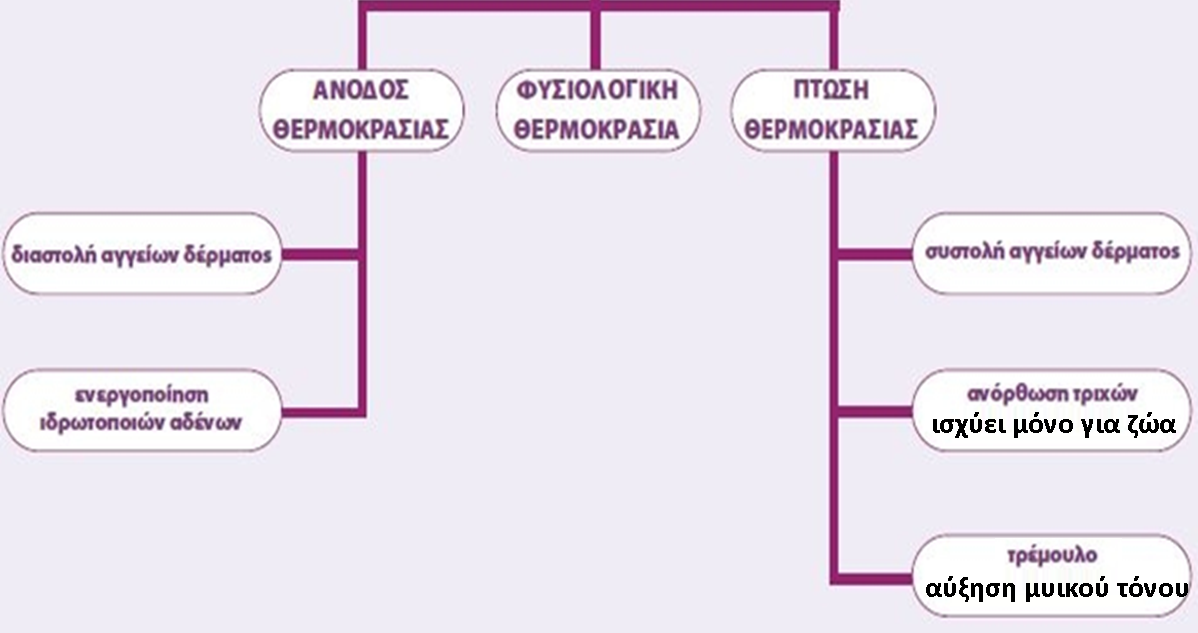 ΑΝΟΔΟΣ
ΘΕΡΜΟΚΡΑΣΙΑΣ
ΦΥΣΙΟΛΟΓΙΚΗ
ΘΕΡΜΟΚΡΑΣΙΑ
ΠΤΩΣΗ
ΘΕΡΜΟΚΡΑΣΙΑΣ
διαστολή αγγείων δέρματος
συστολή αγγείων δέρματος
ενεργοποίηση
ιδρωτοποιών αδένων
ανόρθωση τριχών
ισχύει μόνο για ζώα
τρέμουλο
αύξηση μυικού τόνου